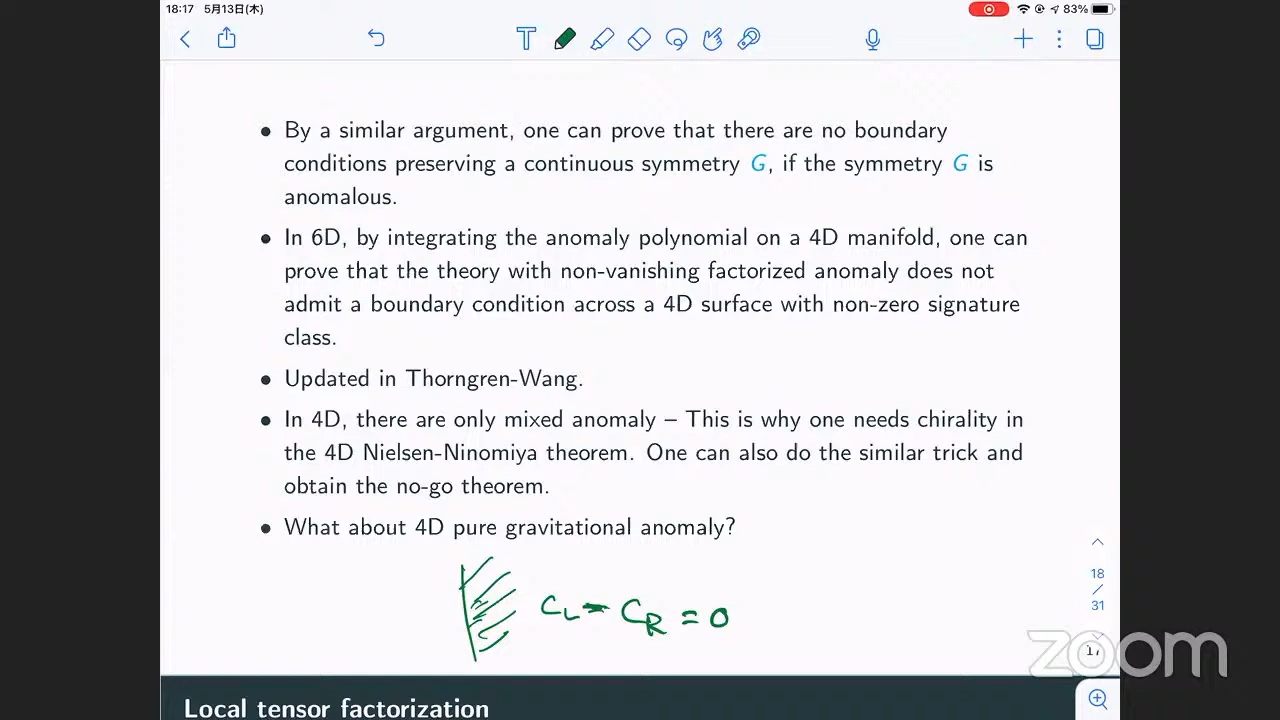 18:17 5月13日(木)
83%
T
• By a similar argument, one can prove that there are no boundary
conditions preserving a continuous symmetry G, if the symmetry G is
anomalous.
• In 6D, by integrating the anomaly polynomial on a 4D manifold, one can
prove that the theory with non-vanishing factorized anomaly does not
admit a boundary condition across a 4D surface with non-zero signature
class.
• Updated in Thorngren-Wang.
• In 4D, there are only mixed anomaly – This is why one needs chirality in
the 4D Nielsen-Ninomiya theorem. One can also do the similar trick and
obtain the no-go theorem.
• What about 4D pure gravitational anomaly?
18
/
31
C_L - C_R = 0
17
zoom
Local tensor factorization